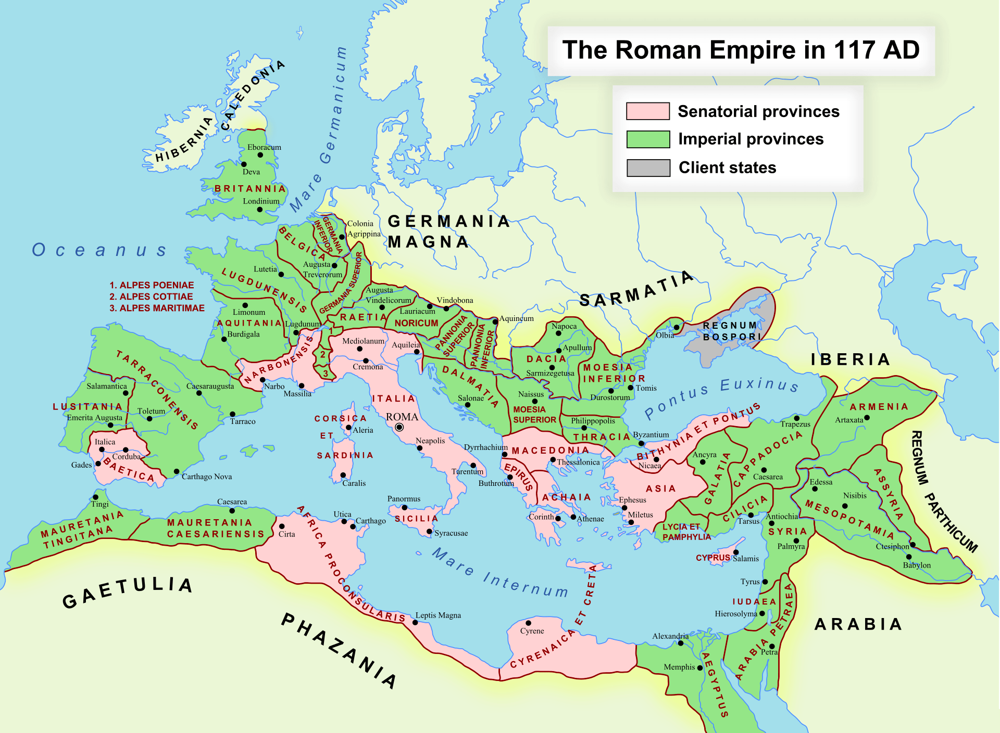 The Roman Empire in 117 AD
Senatorial provinces
Imperial provinces
Client states
CALEDONIA
HIBERNIA
Mare Germanicum
Eboracum
Deva
BRITANNIA
Londinium
Oceanus
GERMANIA
MAGNA
SARMATIA
Colonia
Agrippina
GERMANIA
INFERIOR
BELGICA
Augusta
Treverorum
Lutetia
LUGDUNENSIS
GERMANIA SUPERIOR
1. ALPES POENIAE
2. ALPES COTTIAE
3. ALPES MARITIMAE
Augusta
Vindelicorum
RAETIA
Lauriacum
Vindobona
NORICUM
PANNONIA
SUPERIOR
PANNONIA
INFERIOR
Aquincum
Limonum
AQUITANIA
Burdigala
Lugdunum
NARBONENSIS
Narbo
Massilia
1
2
3
Mediolanum
Cremona
Aquileia
ITALIA
ROMA
Neapolis
Tarentum
DALMATIA
Salonae
Napoca
Apullum
DACIA
Sarmizegetusa
MOESIA
INFERIOR
Tomis
Durostorum
Naissus
MOESIA
SUPERIOR
Olbia
REGNUM
BOSPORI
IBERIA
Pontus Euxinus
TARRACONENSIS
Salamantica
Caesaraugusta
LUSITANIA
Toletum
Emerita Augusta
Tarraco
Italica
Corduba
Gades
BAETICA
Carthago Nova
CORSICA
ET
SARDINIA
Aleria
Caralis
Philippopolis
THRACIA
Byzantium
Dyrrhachium
MACEDONIA
Thessalonica
EPIRUS
Buthrotum
ACHAIA
Corinth
Athenae
BITHYNIA ET PONTUS
Nicaea
Trapezus
ARMENIA
Artaxata
Ancyra
GALATIA
CAPPADOCIA
Caesarea
ASIA
Ephesus
Miletus
LYCIA ET
PAMPHYLIA
CILICIA
Tarsus
Antiochia
SYRIA
Palmyra
Edessa
Nisibis
MESOPOTAMIA
ASSYRIA
Ctesiphon
Babylon
REGNUM PARTHICUM
Tingi
Caesarea
MAURETANIA
TINGITANA
MAURETANIA
CAESARIENSIS
Cirta
Utica
Carthago
AFRICA PROCONSULARIS
Panormus
SICILIA
Syracusae
Mare Internum
CYPRUS
Salamis
Tyrus
IUDAEA
Hierosolyma
ARABIA PETRAEA
Petra
ARABIA
GAETULIA
PHAZANIA
Leptis Magna
Cyrene
CYRENAICA ET CRETA
Alexandria
Memphis
AEGYPTUS